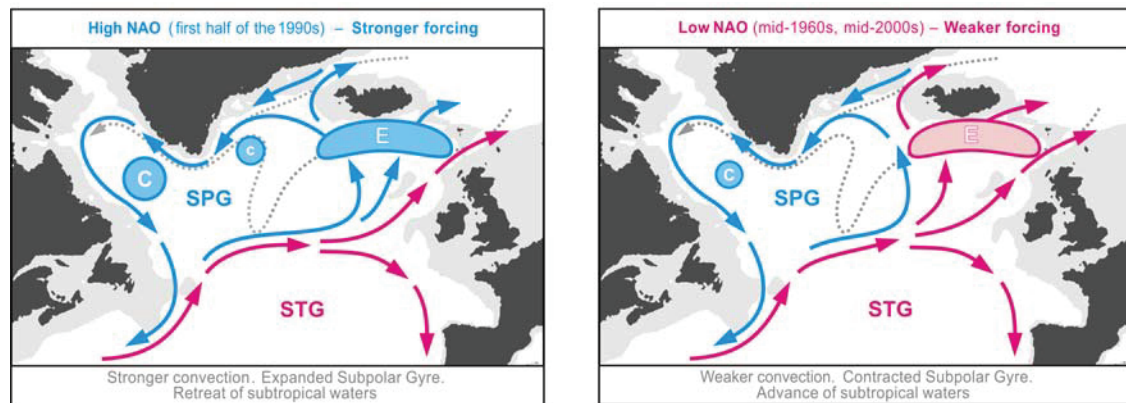 High NAO (first half of the 1990s) – Stronger forcing
E
C
C
SPG
STG
Stronger convection. Expanded Subpolar Gyre.
Retreat of subtropical waters
Low NAO (mid-1960s, mid-2000s) – Weaker forcing
E
C
SPG
STG
Weaker convection. Contracted Subpolar Gyre.
Advance of subtropical waters